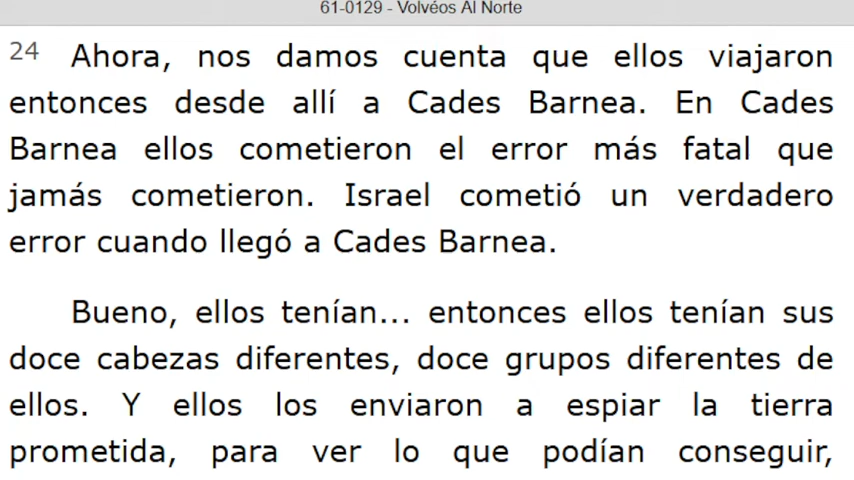 61-0129 - Volvéos Al Norte
24 Ahora, nos damos cuenta que ellos viajaron
entonces desde allí a Cades Barnea. En Cades
Barnea ellos cometieron el error más fatal que
jamás cometieron. Israel cometió un verdadero
error cuando llegó a Cades Barnea.
Bueno, ellos tenían... entonces ellos tenían sus
doce cabezas diferentes, doce grupos diferentes de
ellos. Y ellos los enviaron a espiar la tierra
prometida, para ver lo que podían conseguir,